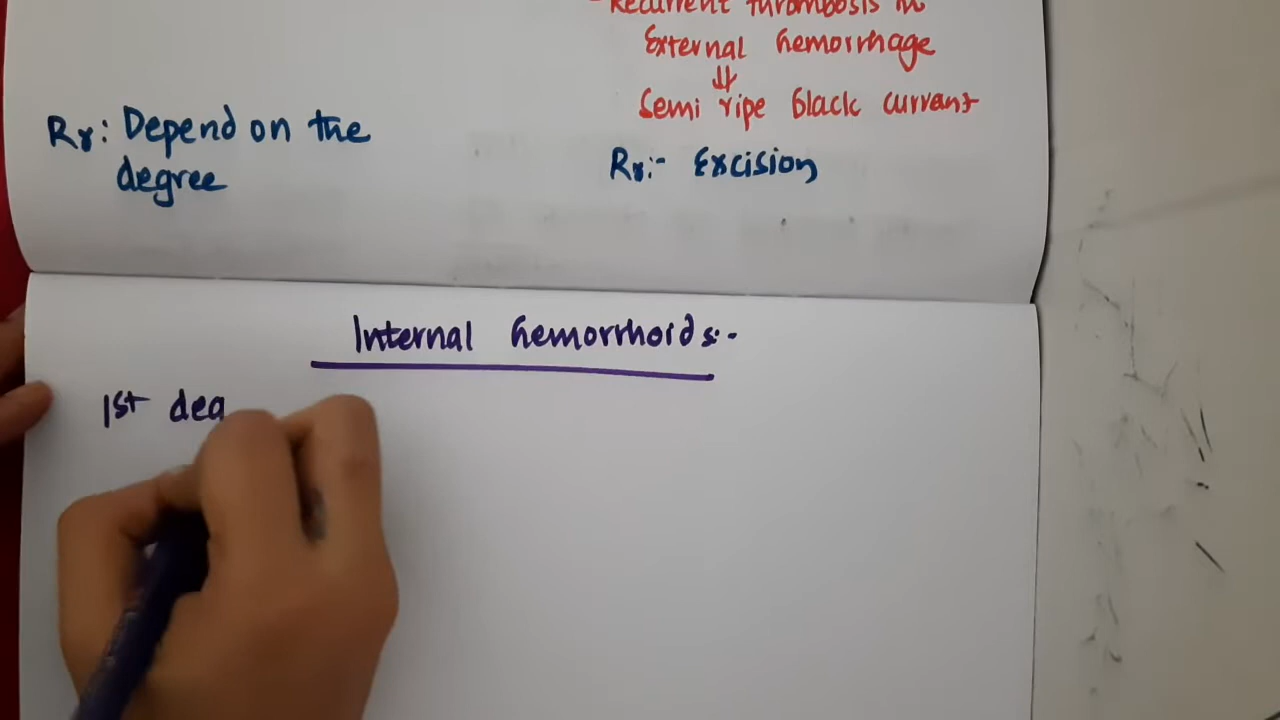 - Recurrent thrombosis in
External hemorrhage
⇓
Semi ripe black currant
Rx:- Excision
Rx: Depend on the
degree
Internal hemorrhoids:-
1st deg